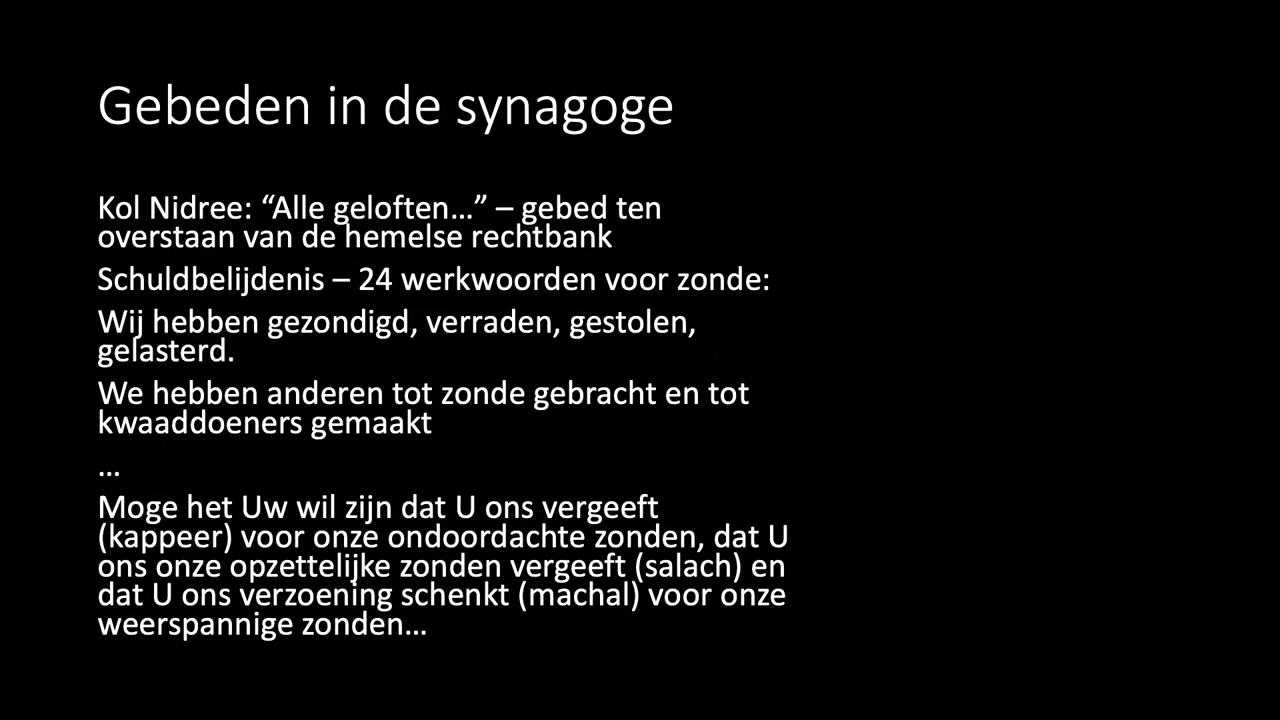 Gebeden in de synagoge
Kol Nidree: “Alle geloften…” – gebed ten
overstaan van de hemelse rechtbank
Schuldbelijdenis – 24 werkwoorden voor zonde:
Wij hebben gezondigd, verraden, gestolen,
gelasterd.
We hebben anderen tot zonde gebracht en tot
kwaaddoeners gemaakt
…
Moge het Uw wil zijn dat U ons vergeeft
(kappeer) voor onze ondoordachte zonden, dat U
ons onze opzettelijke zonden vergeeft (salach) en
dat U ons verzoening schenkt (machal) voor onze
weerspannige zonden…